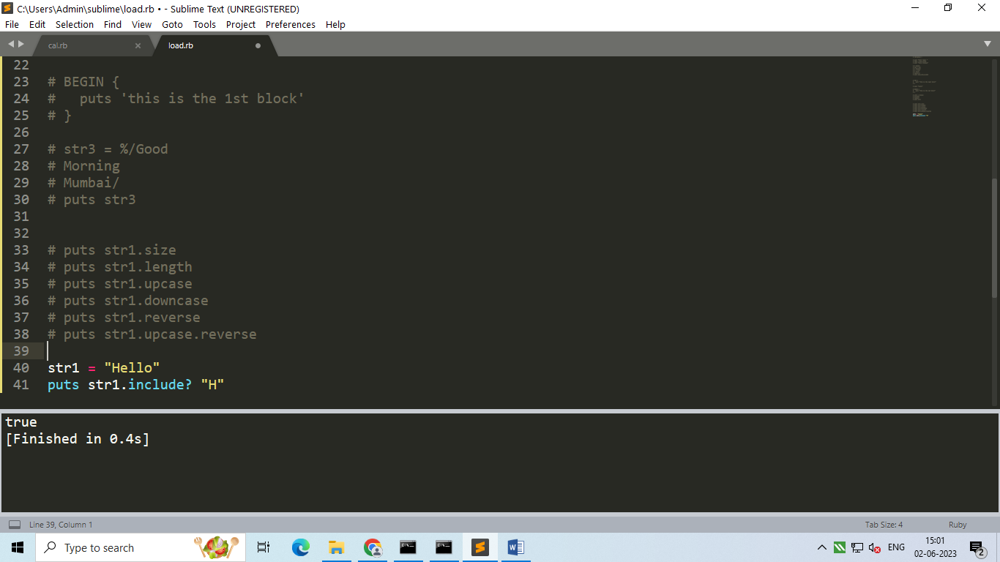 C:\Users\Admin\sublime\load.rb • - Sublime Text (UNREGISTERED)
File Edit Selection Find View Goto Tools Project Preferences Help
cal.rb load.rb
22
23 # BEGIN {
24 #   puts 'this is the 1st block'
25 # }
26
27 # str3 = %/Good
28 # Morning
29 # Mumbai/
30 # puts str3
31
32
33 # puts str1.size
34 # puts str1.length
35 # puts str1.upcase
36 # puts str1.downcase
37 # puts str1.reverse
38 # puts str1.upcase.reverse
39
40 str1 = "Hello"
41 puts str1.include? "H"
true
[Finished in 0.4s]
Line 39, Column 1 Tab Size: 4 Ruby
Type to search ENG 15:01
02-06-2023 2